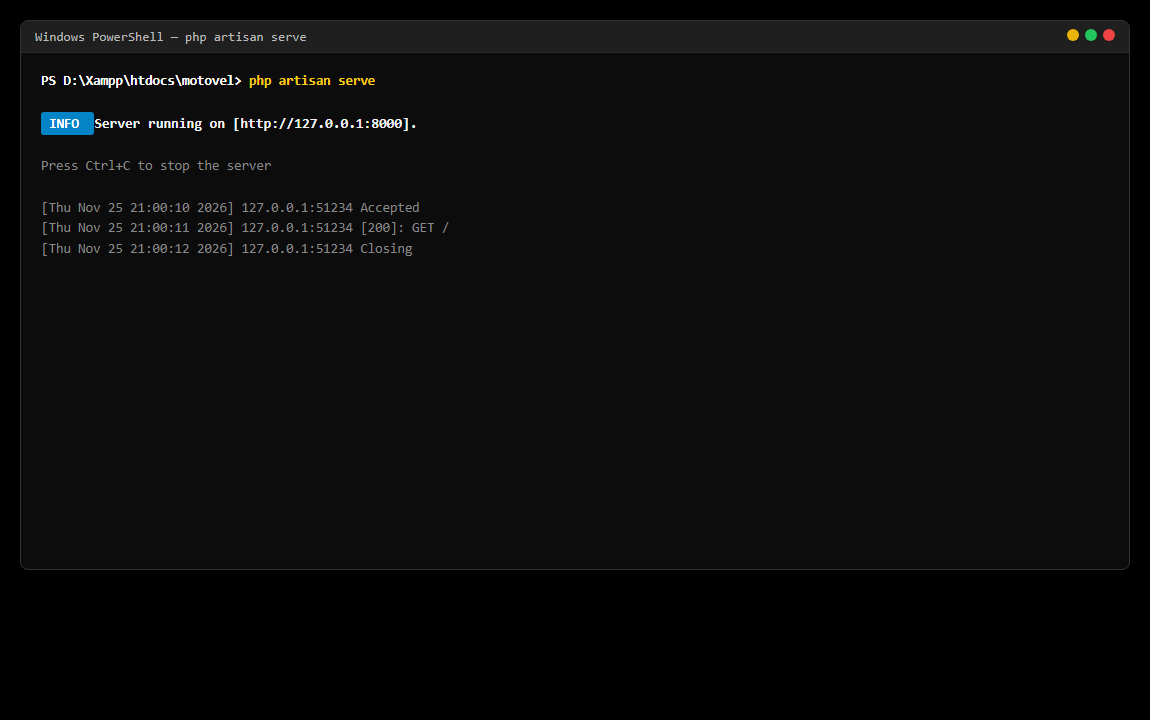 Windows PowerShell — php artisan serve
PS D:\Xampp\htdocs\motovel> php artisan serve
INFO Server running on [http://127.0.0.1:8000].
Press Ctrl+C to stop the server
[Thu Nov 25 21:00:10 2026] 127.0.0.1:51234 Accepted
[Thu Nov 25 21:00:11 2026] 127.0.0.1:51234 [200]: GET /
[Thu Nov 25 21:00:12 2026] 127.0.0.1:51234 Closing